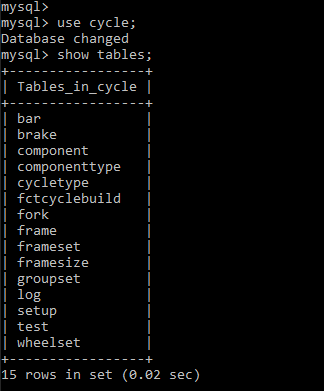 mysql>
mysql> use cycle;
Database changed
mysql> show tables;
+-----------------+
| Tables_in_cycle |
+-----------------+
| bar             |
| brake           |
| component       |
| componenttype   |
| cycletype       |
| fctcyclebuild   |
| fork            |
| frame           |
| frameset        |
| framesize       |
| groupset        |
| log             |
| setup           |
| test            |
| wheelset        |
+-----------------+
15 rows in set (0.02 sec)